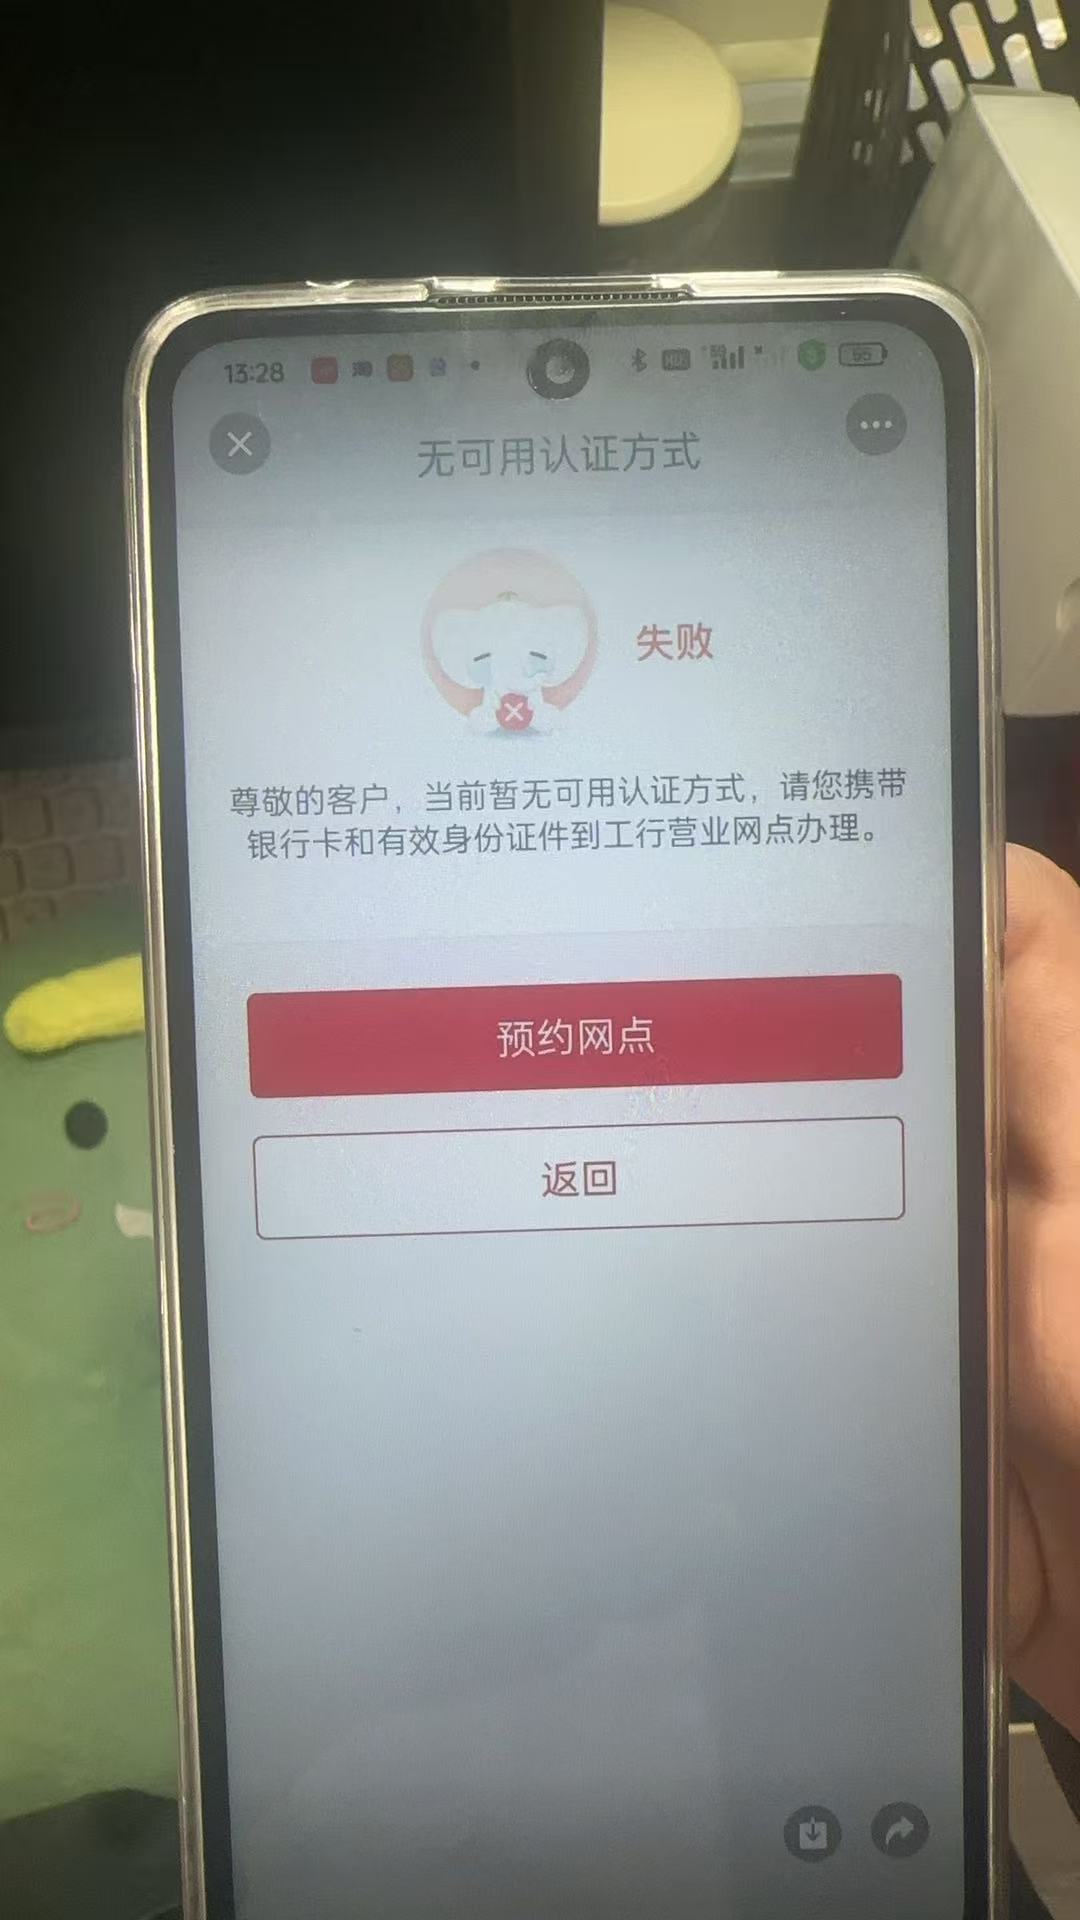 13:28
无可用认证方式
失败
尊敬的客户，当前暂无可用认证方式，请您携带
银行卡和有效身份证件到工行营业网点办理。
预约网点
返回